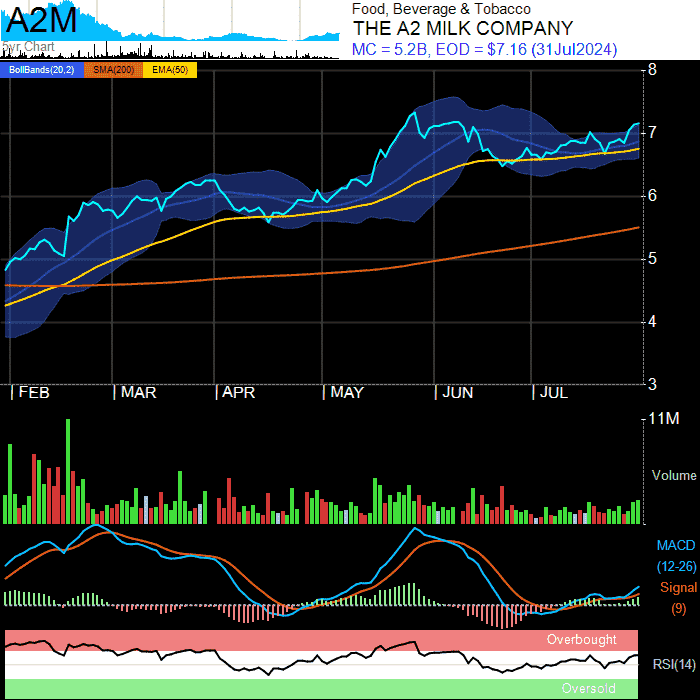 A2M
5yr Chart
Food, Beverage & Tobacco
THE A2 MILK COMPANY
MC = 5.2B, EOD = $7.16 (31Jul2024)
BollBands(20,2) SMA(200) EMA(50)
8
7
6
5
4
3
FEB MAR APR MAY JUN JUL
11M
Volume
MACD
(12-26)
Signal
(9)
Overbought
RSI(14)
Oversold